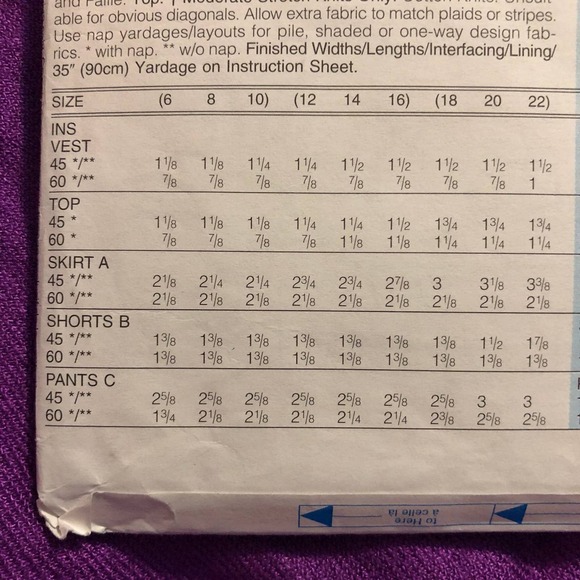 and Faille. Top: | Moderate Stretch Knits Only:
able for obvious diagonals. Allow extra fabric to match plaids or stripes.
Use nap yardages/layouts for pile, shaded or one-way design fab-
rics. * with nap. ** w/o nap. Finished Widths/Lengths/Interfacing/Lining/
35″ (90cm) Yardage on Instruction Sheet.
SIZE (6 8 10) (12 14 16) (18 20 22)
INS
VEST
45 */** 1⅛ 1⅛ 1¼ 1¼ 1½ 1½ 1½ 1½ 1½
60 */** ⅞ ⅞ ⅞ ⅞ ⅞ ⅞ ⅞ ⅞ 1
TOP
45 * 1⅛ 1⅛ 1⅛ 1¼ 1¼ 1½ 1¾ 1¾ 1¾
60 * ⅞ ⅞ ⅞ ⅞ 1⅛ 1⅛ 1¼ 1¼ 1¼
SKIRT A
45 */** 2⅛ 2¼ 2¼ 2¾ 2¾ 2⅞ 3 3⅛ 3⅜
60 */** 2⅛ 2⅛ 2⅛ 2⅛ 2⅛ 2⅛ 2⅛ 2⅛ 2⅛
SHORTS B
45 */** 1⅜ 1⅜ 1⅜ 1⅜ 1⅜ 1⅜ 1⅜ 1½ 1⅞
60 */** 1⅜ 1⅜ 1⅜ 1⅜ 1⅜ 1⅜ 1⅜ 1⅜ 1⅜
PANTS C
45 */** 2⅝ 2⅝ 2⅝ 2⅝ 2⅝ 2⅝ 2⅝ 3 3
60 */** 1¾ 2⅛ 2⅛ 2⅛ 2¼ 2¼ 2⅜ 2⅝ 2⅝
to Here
a celle là